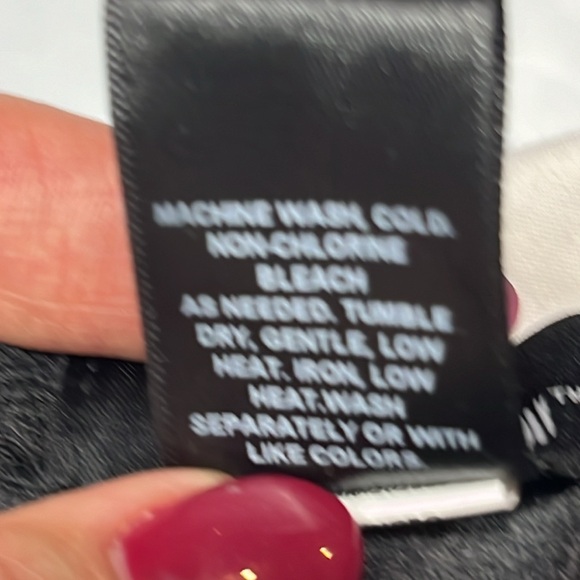 MACHINE WASH, COLD,
NON-CHLORINE
BLEACH
AS NEEDED. TUMBLE
DRY, GENTLE, LOW
HEAT. IRON, LOW
HEAT.WASH
SEPARATELY OR WITH
LIKE COLORS.